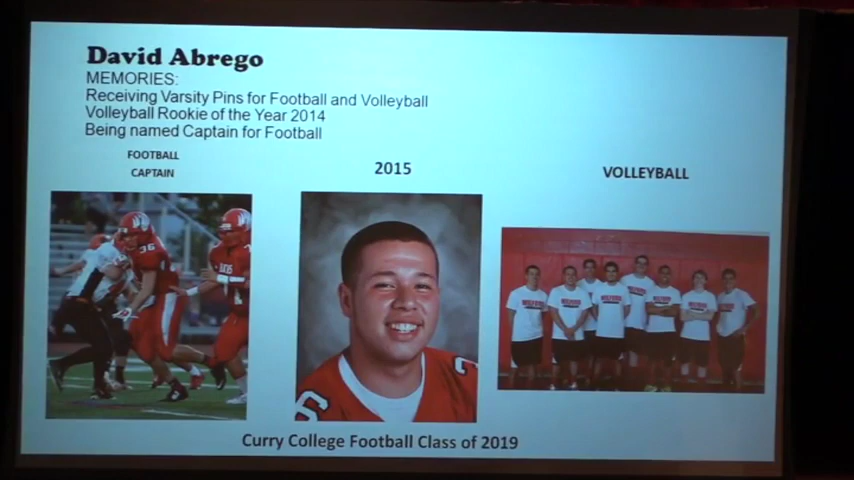 David Abrego
MEMORIES:
Receiving Varsity Pins for Football and Volleyball
Volleyball Rookie of the Year 2014
Being named Captain for Football
FOOTBALL
CAPTAIN
2015
VOLLEYBALL
36
Curry College Football Class of 2019